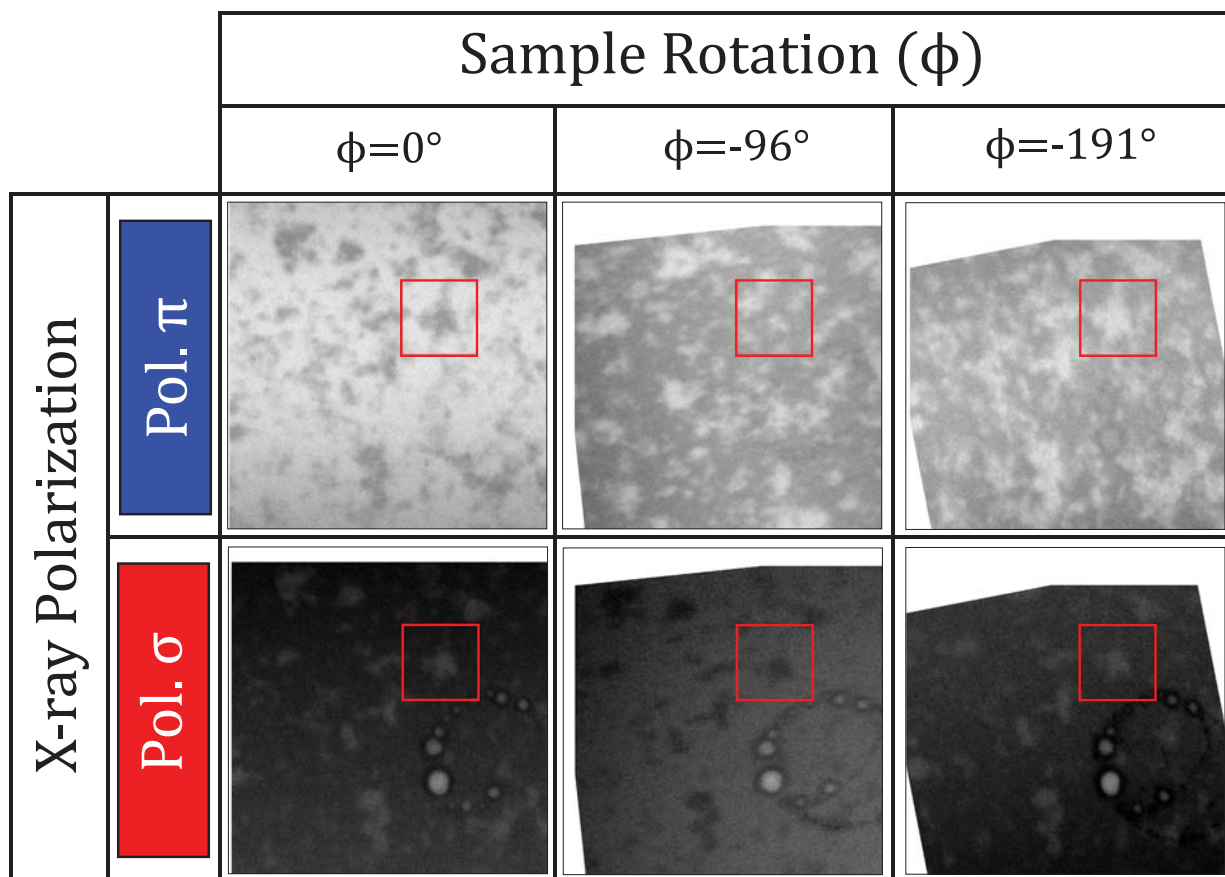 Sample Rotation (ϕ)
ϕ=0°
ϕ=-96°
ϕ=-191°
X-ray Polarization
Pol. π
Pol. σ